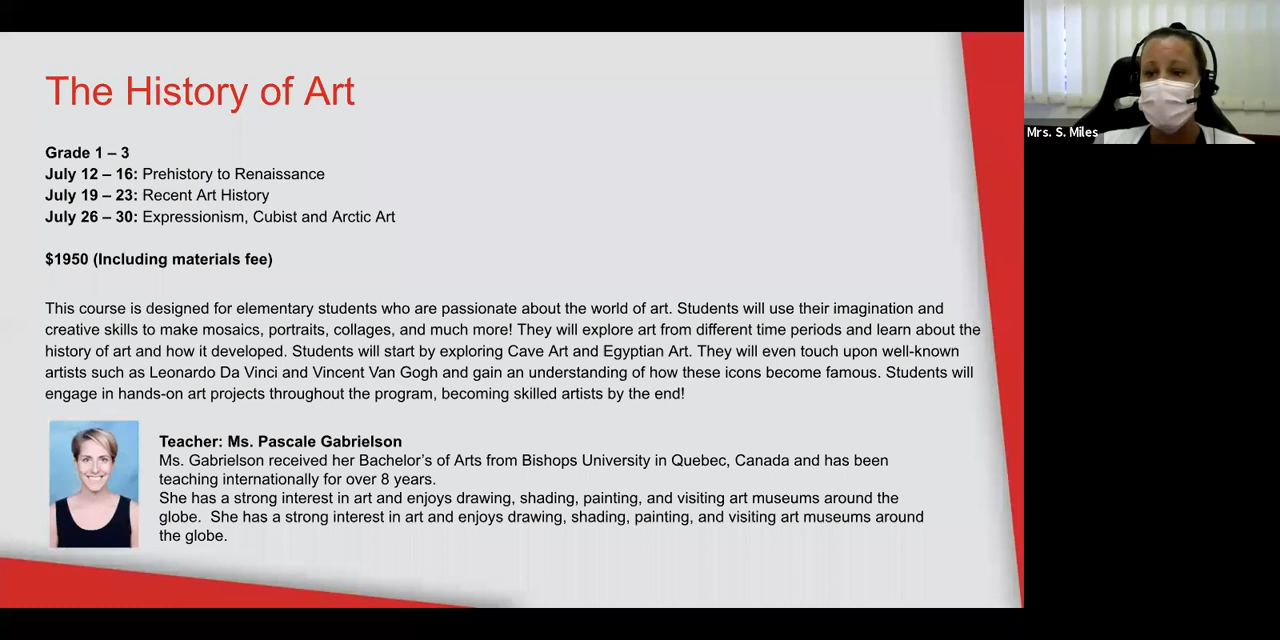 The History of Art
Grade 1 – 3
July 12 – 16: Prehistory to Renaissance
July 19 – 23: Recent Art History
July 26 – 30: Expressionism, Cubist and Arctic Art
$1950 (Including materials fee)
This course is designed for elementary students who are passionate about the world of art. Students will use their imagination and
creative skills to make mosaics, portraits, collages, and much more! They will explore art from different time periods and learn about the
history of art and how it developed. Students will start by exploring Cave Art and Egyptian Art. They will even touch upon well-known
artists such as Leonardo Da Vinci and Vincent Van Gogh and gain an understanding of how these icons become famous. Students will
engage in hands-on art projects throughout the program, becoming skilled artists by the end!
Teacher: Ms. Pascale Gabrielson
Ms. Gabrielson received her Bachelor’s of Arts from Bishops University in Quebec, Canada and has been
teaching internationally for over 8 years.
She has a strong interest in art and enjoys drawing, shading, painting, and visiting art museums around the
globe.  She has a strong interest in art and enjoys drawing, shading, painting, and visiting art museums around
the globe.
Mrs. S. Miles